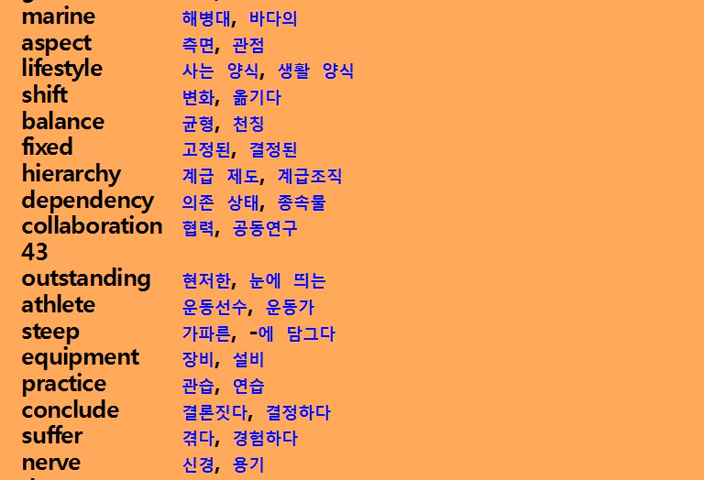 marine 해병대, 바다의
aspect 측면, 관점
lifestyle 사는 양식, 생활 양식
shift 변화, 옮기다
balance 균형, 천칭
fixed 고정된, 결정된
hierarchy 계급 제도, 계급조직
dependency 의존 상태, 종속물
collaboration 협력, 공동연구
43
outstanding 현저한, 눈에 띄는
athlete 운동선수, 운동가
steep 가파른, -에 담그다
equipment 장비, 설비
practice 관습, 연습
conclude 결론짓다, 결정하다
suffer 겪다, 경험하다
nerve 신경, 용기